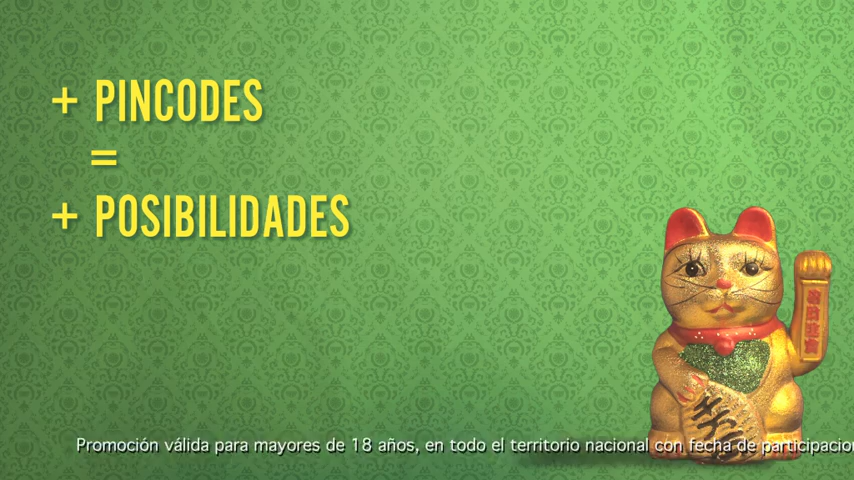 + PINCODES
=
+ POSIBILIDADES
Promoción válida para mayores de 18 años, en todo el territorio nacional con fecha de